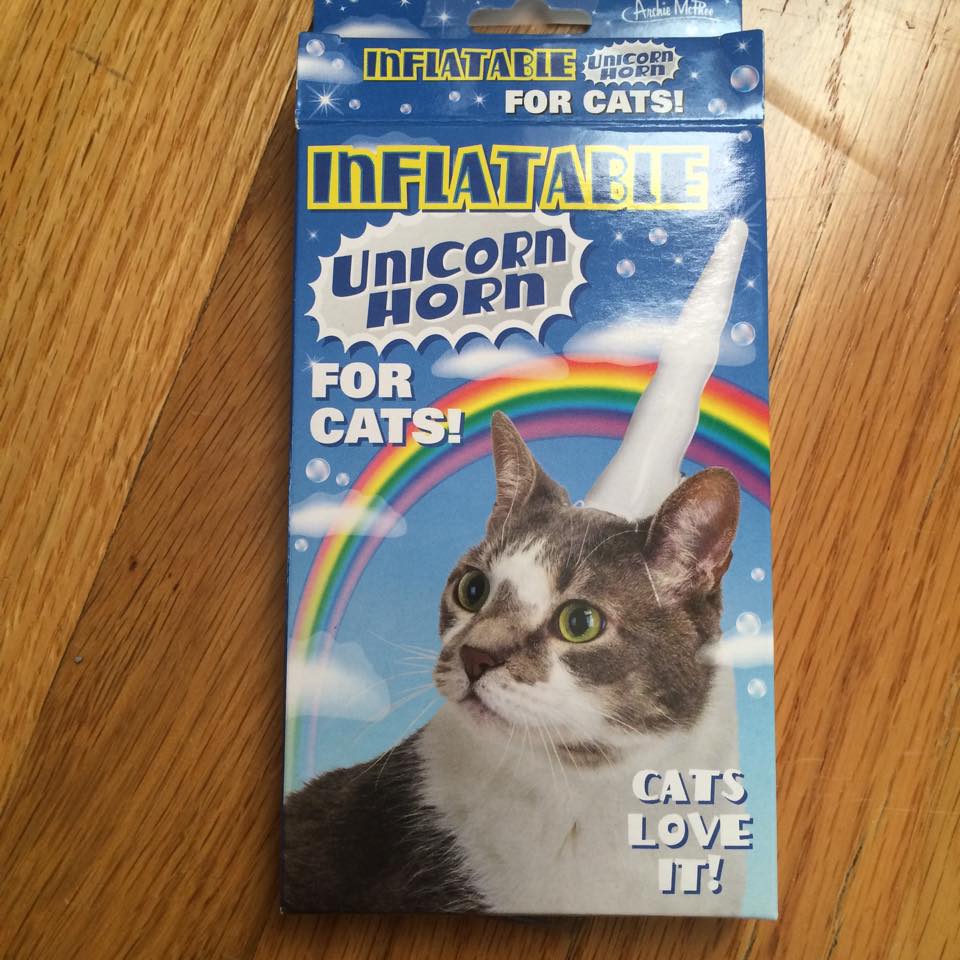 Archie McPhee
INFLATABLE UNICORN HORN
FOR CATS!
INFLATABLE
UNICORN
HORN
FOR
CATS!
CATS
LOVE
IT!